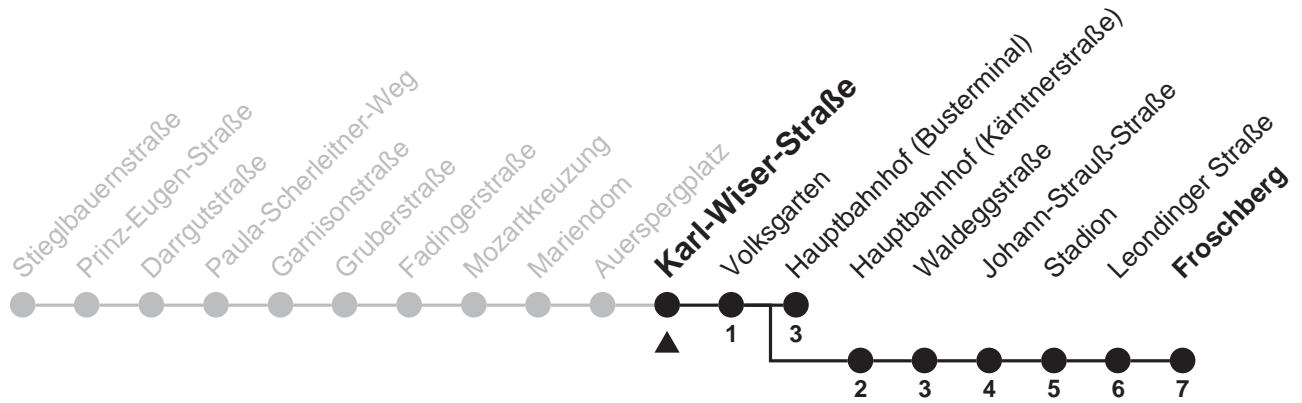 Stieglbauernstraße
Prinz-Eugen-Straße
Darrgutstraße
Paula-Scherleitner-Weg
Garnisonstraße
Gruberstraße
Fadingerstraße
Mozartkreuzung
Mariendom
Auerspergplatz
Karl-Wiser-Straße
Volksgarten
Hauptbahnhof (Busterminal)
Hauptbahnhof (Kärntnerstraße)
Waldeggstraße
Johann-Strauß-Straße
Stadion
Leondinger Straße
Froschberg
1 3
2 3 4 5 6 7